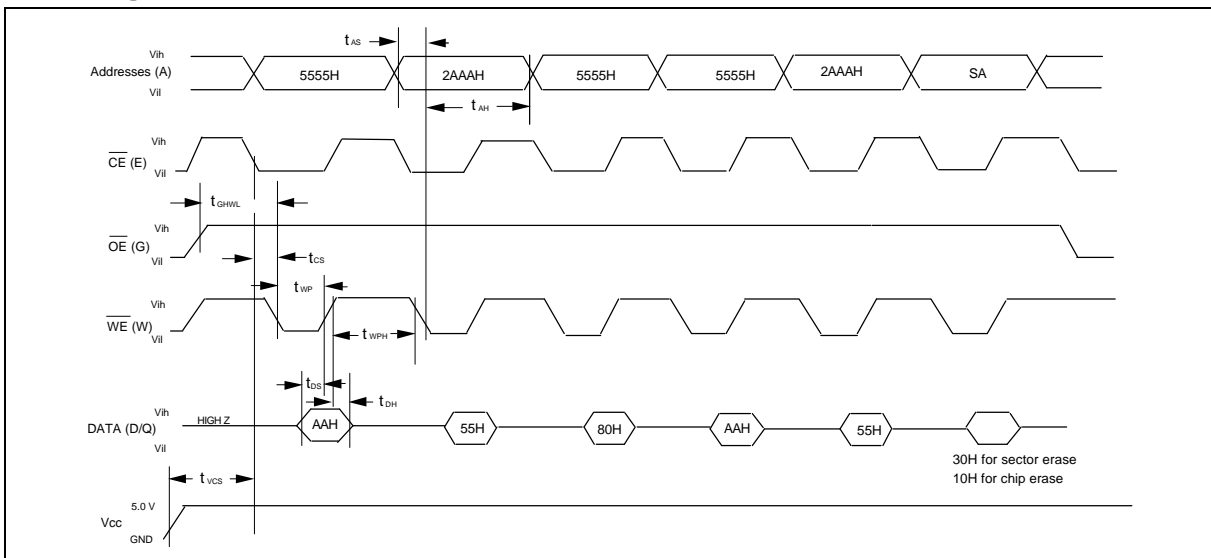 tAS
Vih
Addresses (A)
Vil
5555H 2AAAH 5555H 5555H 2AAAH SA
tAH
Vih
CE (E)
Vil
tGHWL
Vih
OE (G)
Vil
tCS
tWP
Vih
WE (W)
Vil
tWPH
tDS
tDH
Vih
DATA (D/Q)
Vil
HIGH Z AAH 55H 80H AAH 55H
30H for sector erase
10H for chip erase
tVCS
5.0 V
Vcc
GND